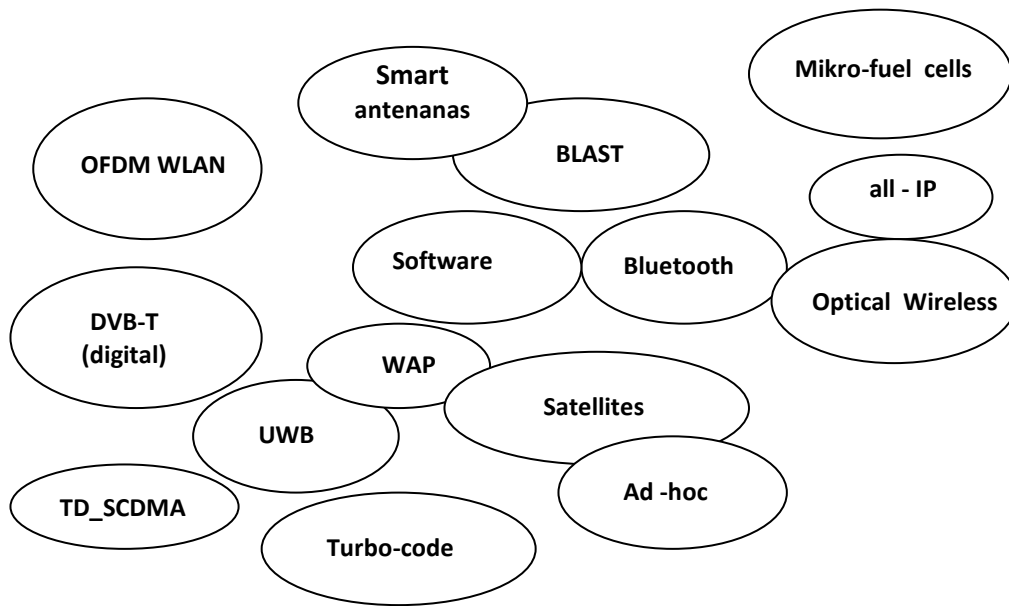 Smart
antenanas
Mikro-fuel cells
OFDM WLAN
BLAST
all - IP
Software
Bluetooth
Optical Wireless
DVB-T
(digital)
WAP
Satellites
UWB
Ad -hoc
TD_SCDMA
Turbo-code